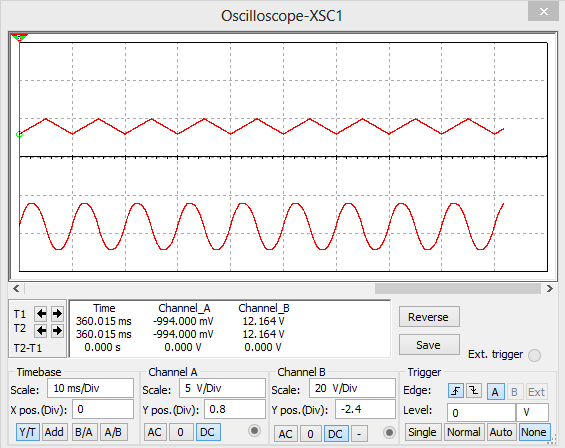 Oscilloscope-XSC1
Time Channel_A Channel_B
T1 360.015 ms -994.000 mV 12.164 V
T2 360.015 ms -994.000 mV 12.164 V
T2-T1 0.000 s 0.000 V 0.000 V
Reverse
Save
Ext. trigger
Timebase Channel A Channel B Trigger
Scale: 10 ms/Div Scale: 5 V/Div Scale: 20 V/Div Edge: A B Ext
X pos.(Div): 0 Y pos.(Div): 0.8 Y pos.(Div): -2.4 Level: 0 V
Y/T Add B/A A/B AC 0 DC AC 0 DC - Single Normal Auto None